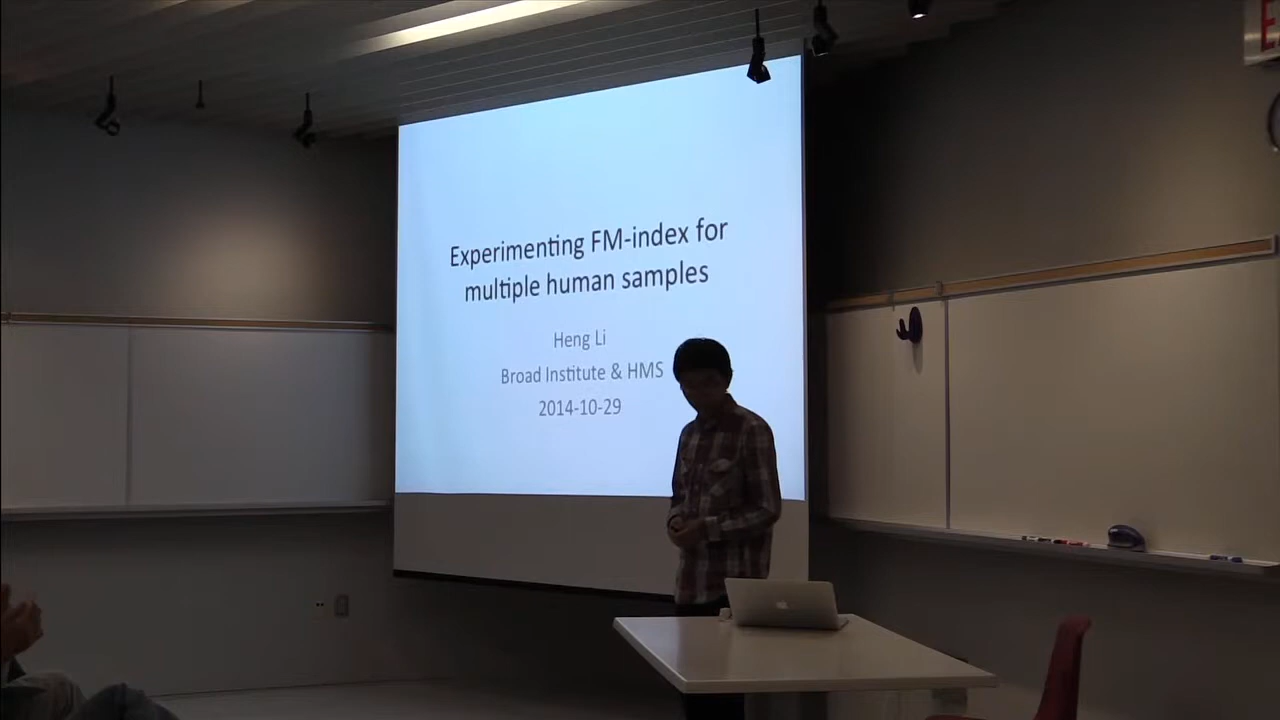 Experimenting FM-index for
multiple human samples
Heng Li
Broad Institute & HMS
2014-10-29
E